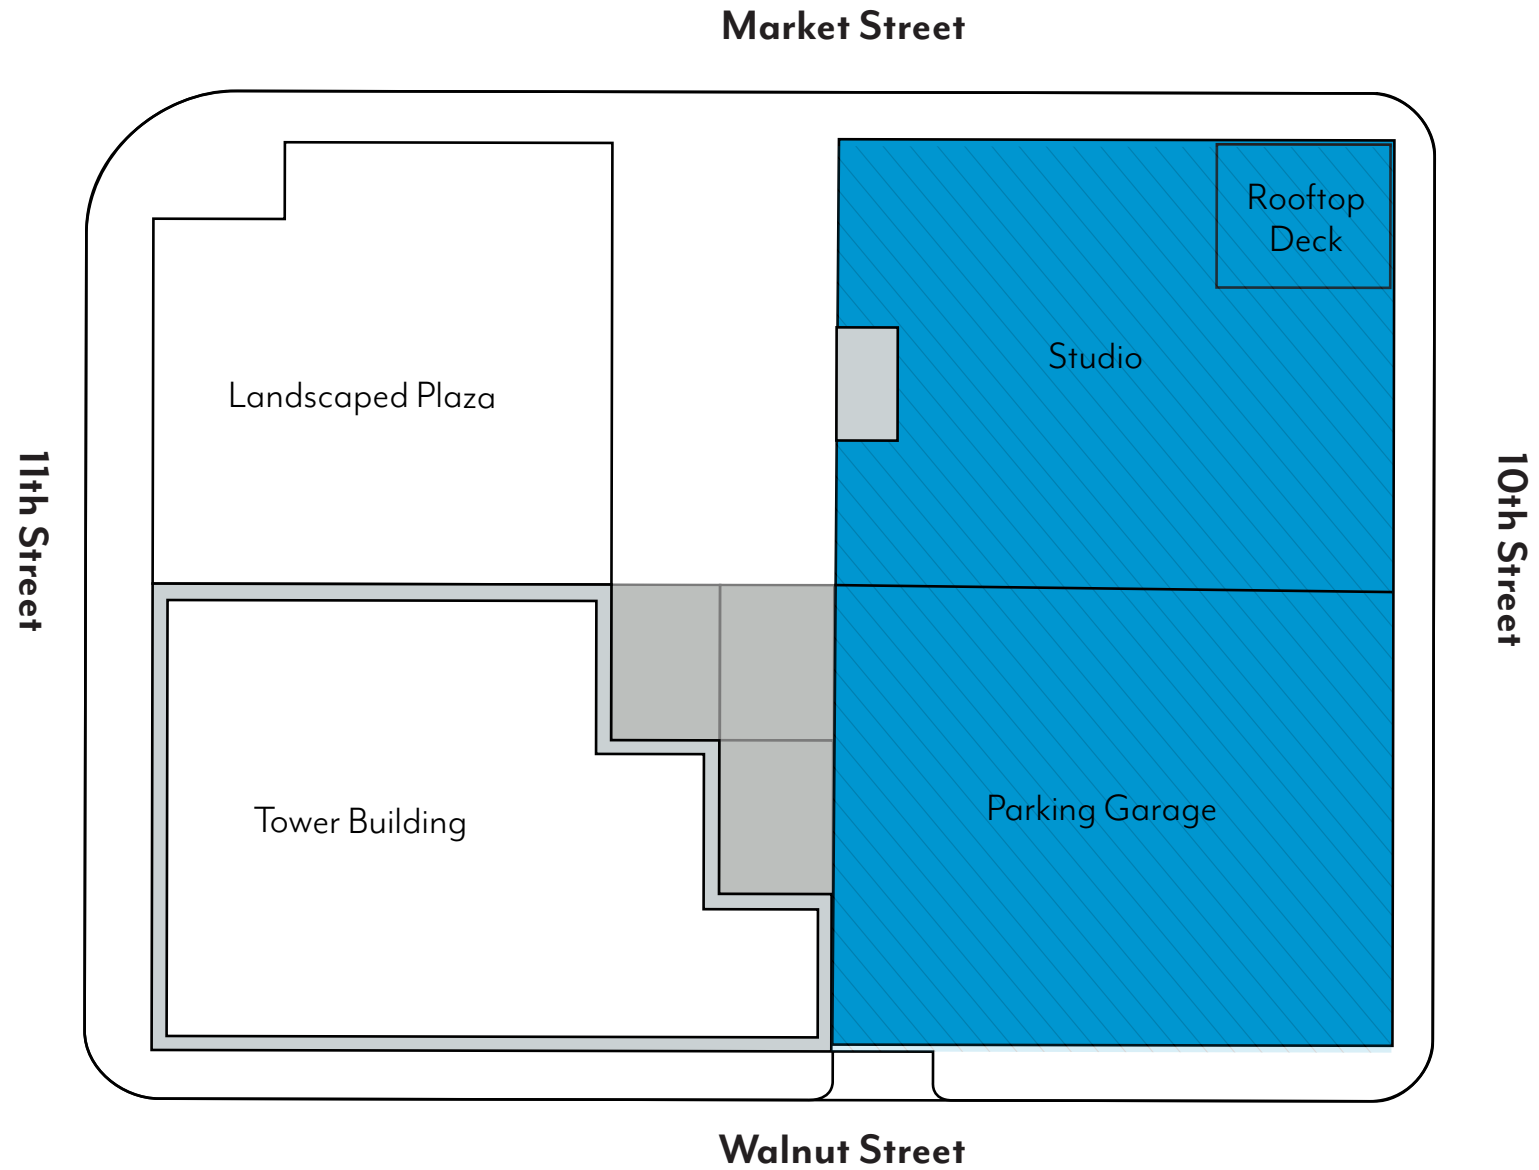 Market Street
Rooftop
Deck
Studio
Landscaped Plaza
11th Street
10th Street
Parking Garage
Tower Building
Walnut Street